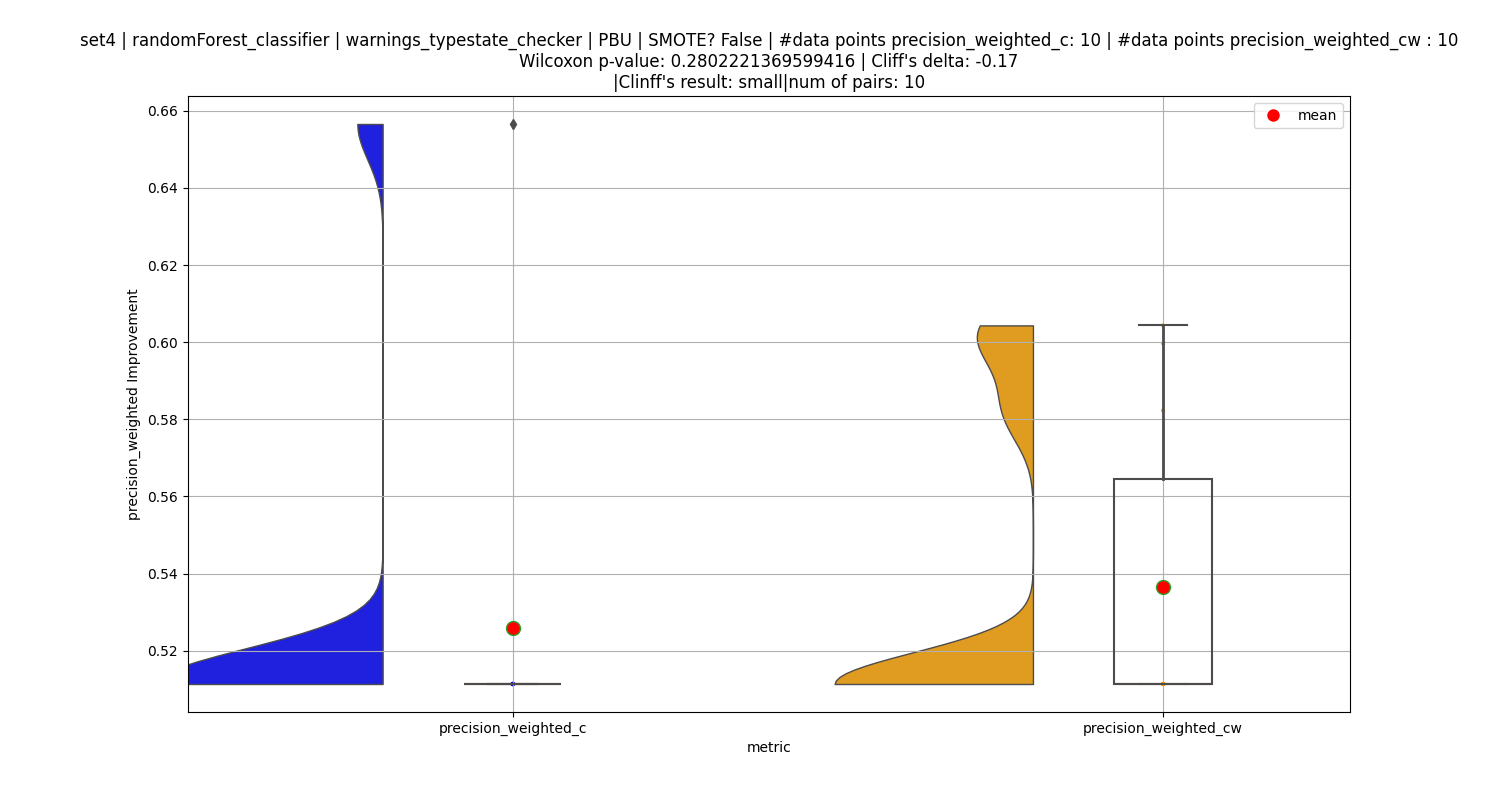 set4 | randomForest_classifier | warnings_typestate_checker | PBU | SMOTE? False | #data points precision_weighted_c: 10 | #data points precision_weighted_cw : 10
Wilcoxon p-value: 0.2802221369599416 | Cliff's delta: -0.17
|Clinff's result: small|num of pairs: 10
mean
0.66
0.64
0.62
0.60
0.58
0.56
0.54
0.52
precision_weighted Improvement
precision_weighted_c
precision_weighted_cw
metric